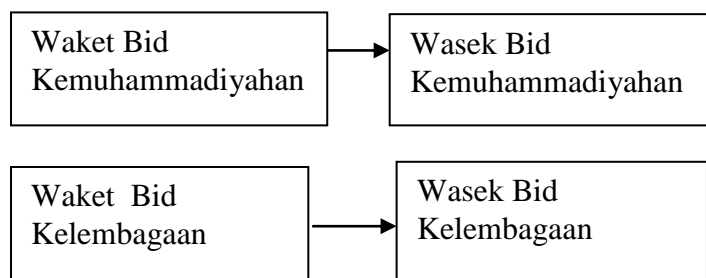 Waket Bid
Kemuhammadiyahan
Wasek Bid
Kemuhammadiyahan
Waket Bid
Kelembagaan
Wasek Bid
Kelembagaan